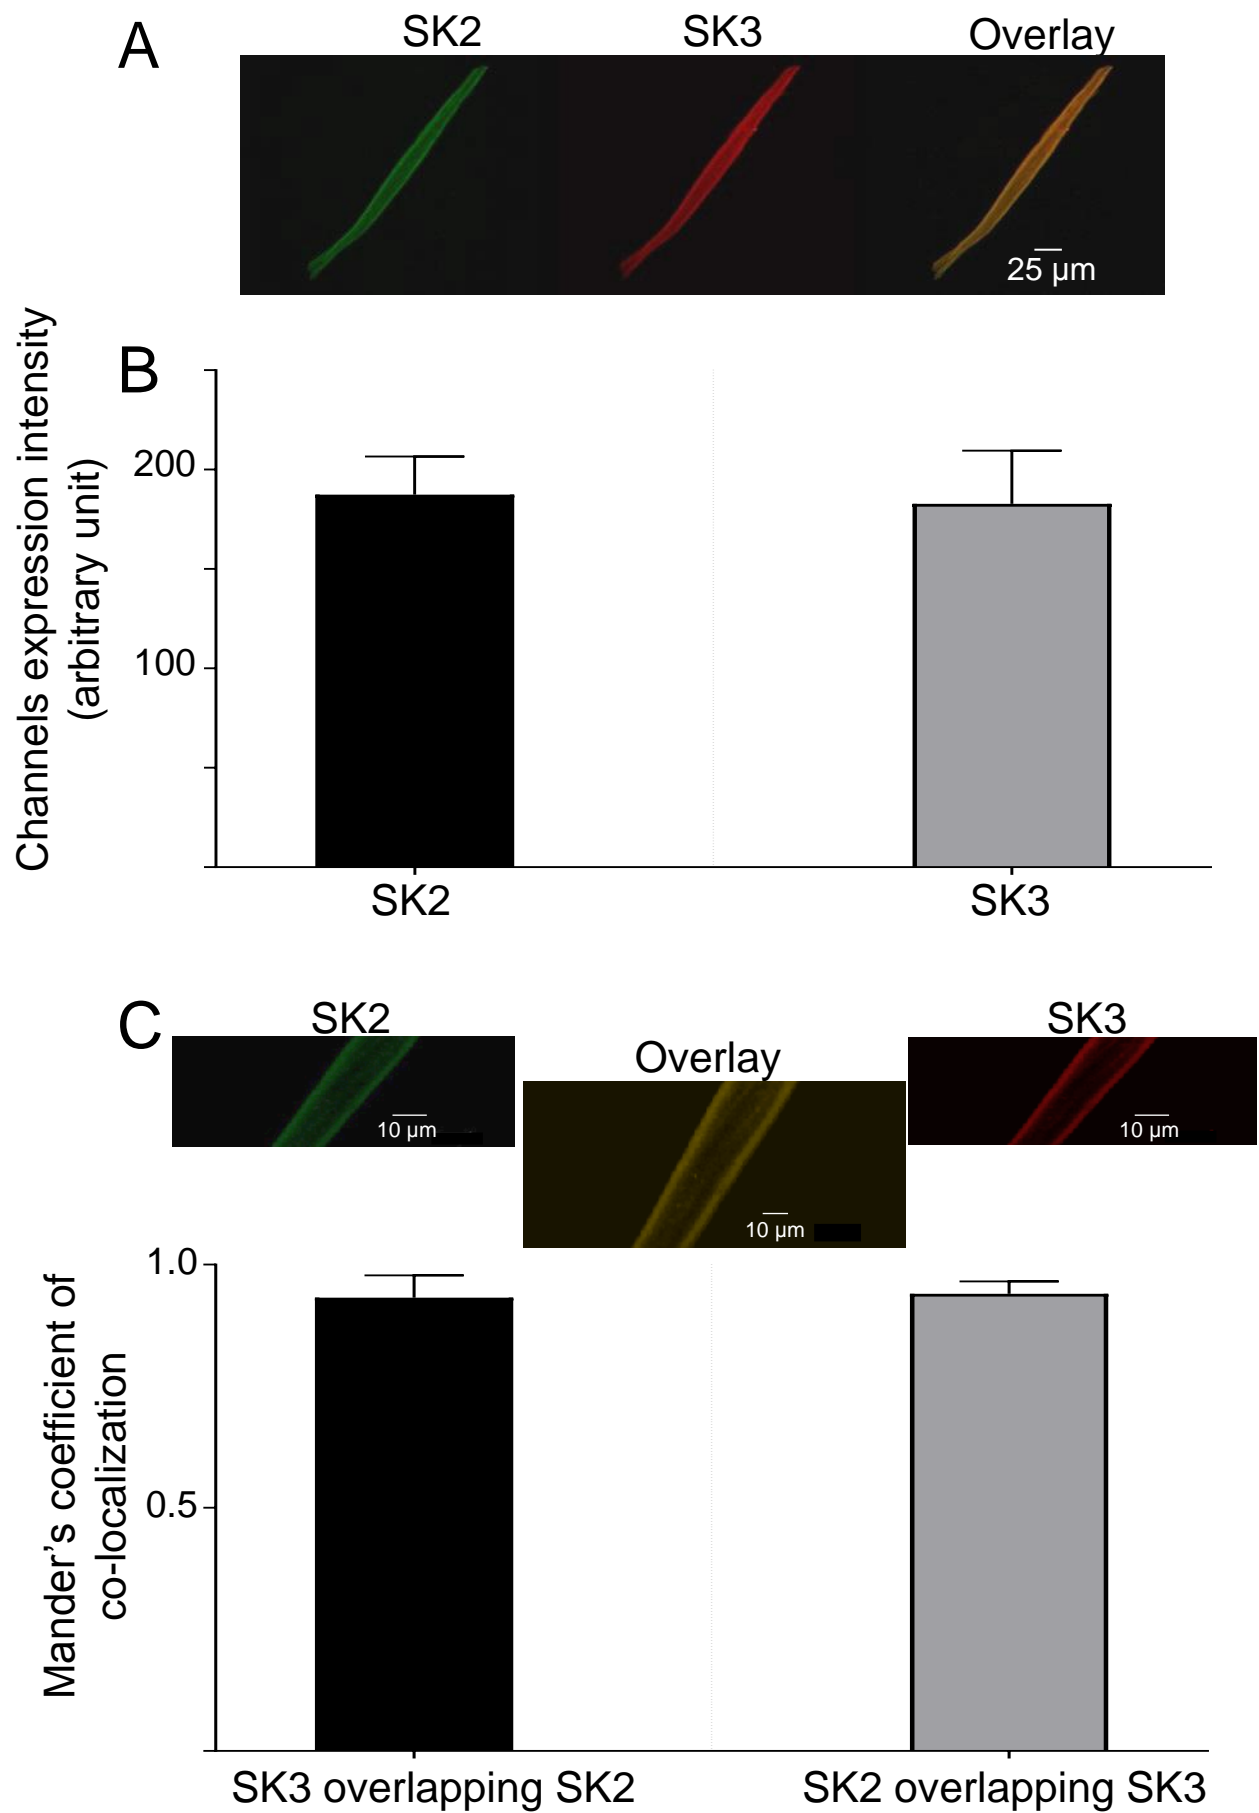 A
SK2
SK3
Overlay
25 μm
B
Channels expression intensity
(arbitrary unit)
200
100
SK2
SK3
C
SK2
Overlay
SK3
10 μm
10 μm
10 μm
Mander's coefficient of
co-localization
1.0
0.5
SK3 overlapping SK2
SK2 overlapping SK3